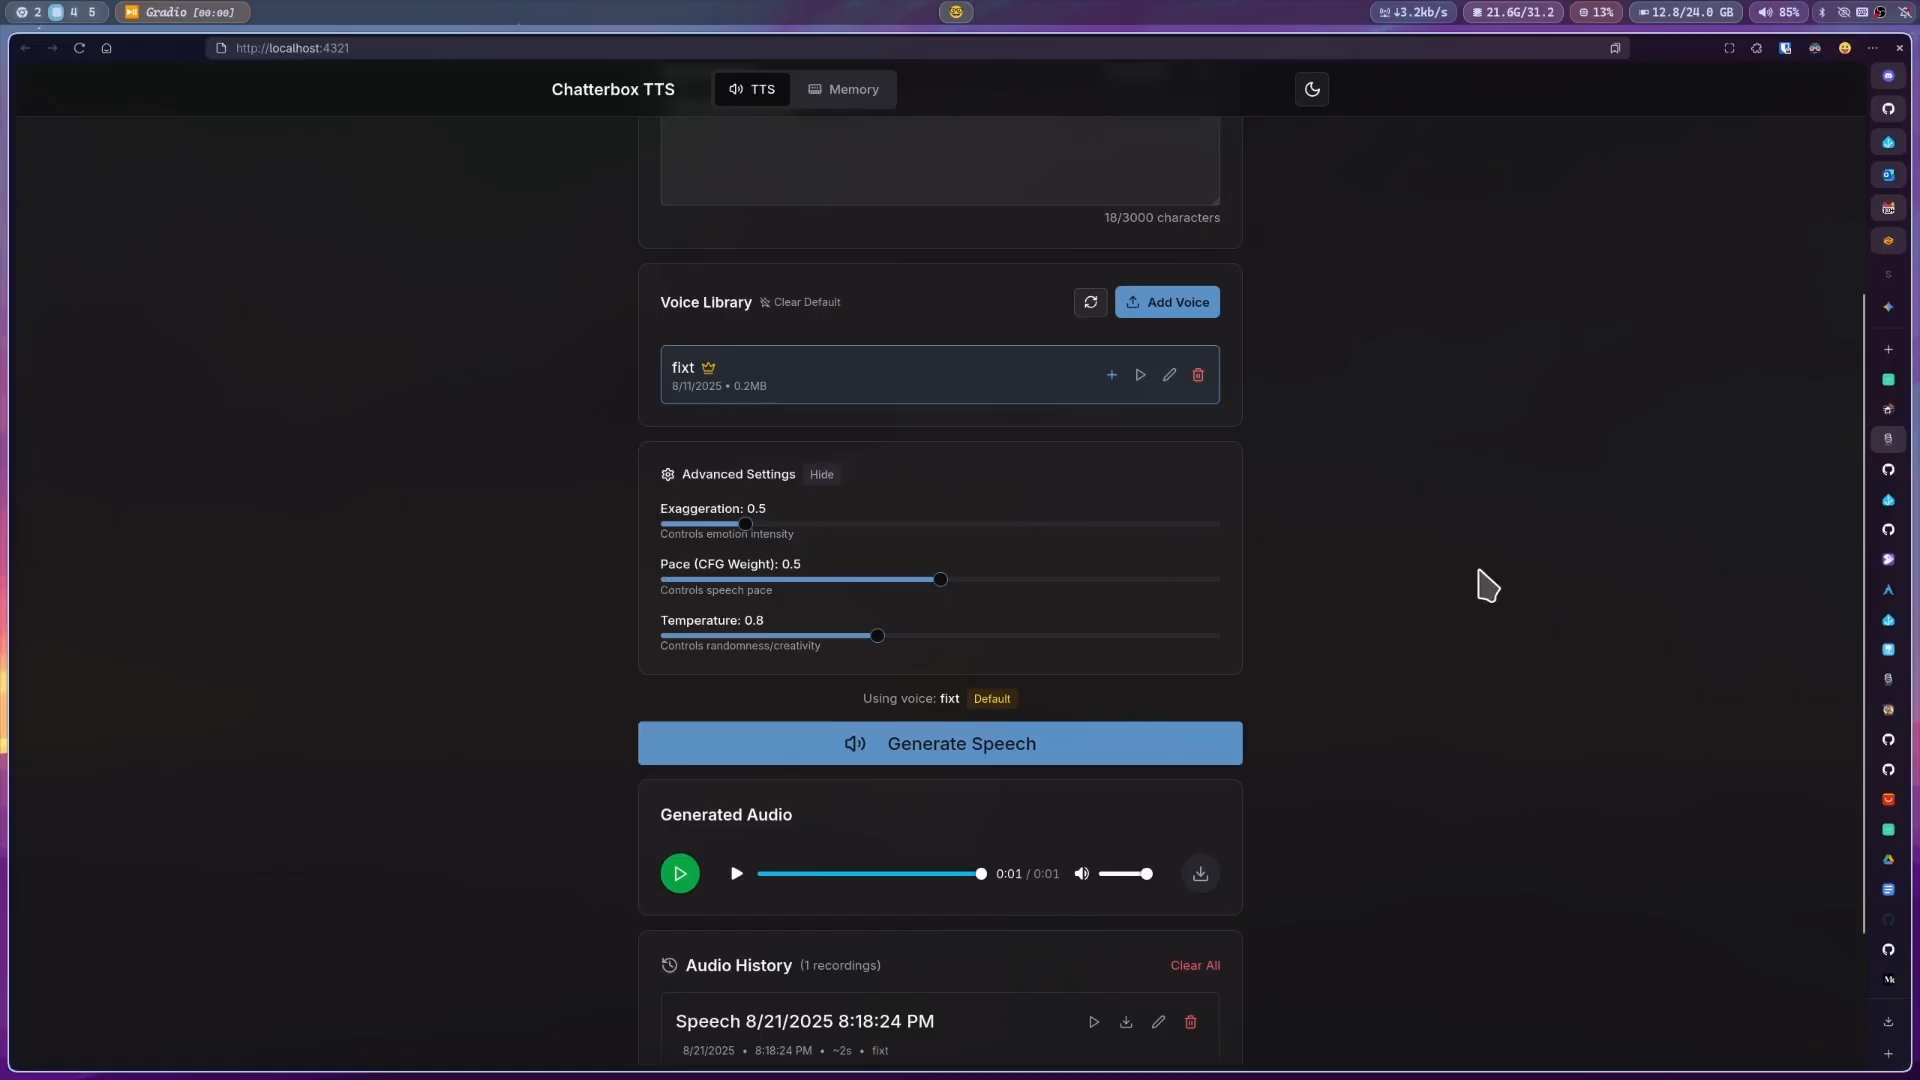 2 4 5 Gradio [00:00] ↓3.2kb/s 21.6G/31.2 13% 12.8/24.0 GB 85%
http://localhost:4321
Chatterbox TTS TTS Memory
18/3000 characters
Voice Library Clear Default Add Voice
fixt
8/11/2025 • 0.2MB
Advanced Settings Hide
Exaggeration: 0.5
Controls emotion intensity
Pace (CFG Weight): 0.5
Controls speech pace
Temperature: 0.8
Controls randomness/creativity
Using voice: fixt Default
Generate Speech
Generated Audio
0:01 / 0:01
Audio History (1 recordings) Clear All
Speech 8/21/2025 8:18:24 PM
8/21/2025 • 8:18:24 PM • ~2s • fixt